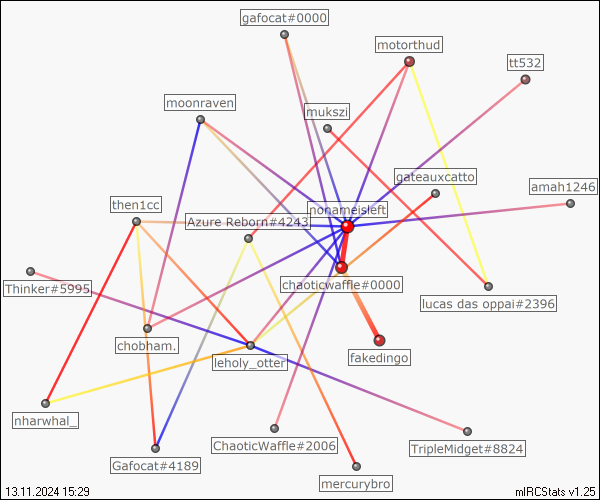 gafocat#0000
motorthud
tt532
moonraven
mukszi
gateauxcatto
amah1246
then1cc
nonameisleft
Azure Reborn#4243
Thinker#5995
chaoticwaffle#0000
lucas das oppai#2396
chobham.
leholy_otter
fakedingo
nharwhal_
ChaoticWaffle#2006
TripleMidget#8824
Gafocat#4189
mercurybro
13.11.2024 15:29
mIRCStats v1.25